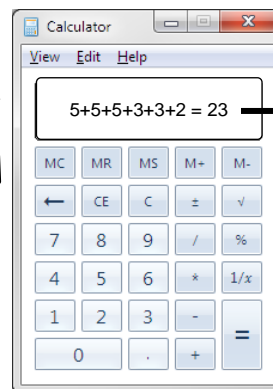 Calculator
View Edit Help
5+5+5+3+3+2 = 23
MC MR MS M+ M-
← CE C ± √
7 8 9 / %
4 5 6 * 1/x
1 2 3 - =
0 . +